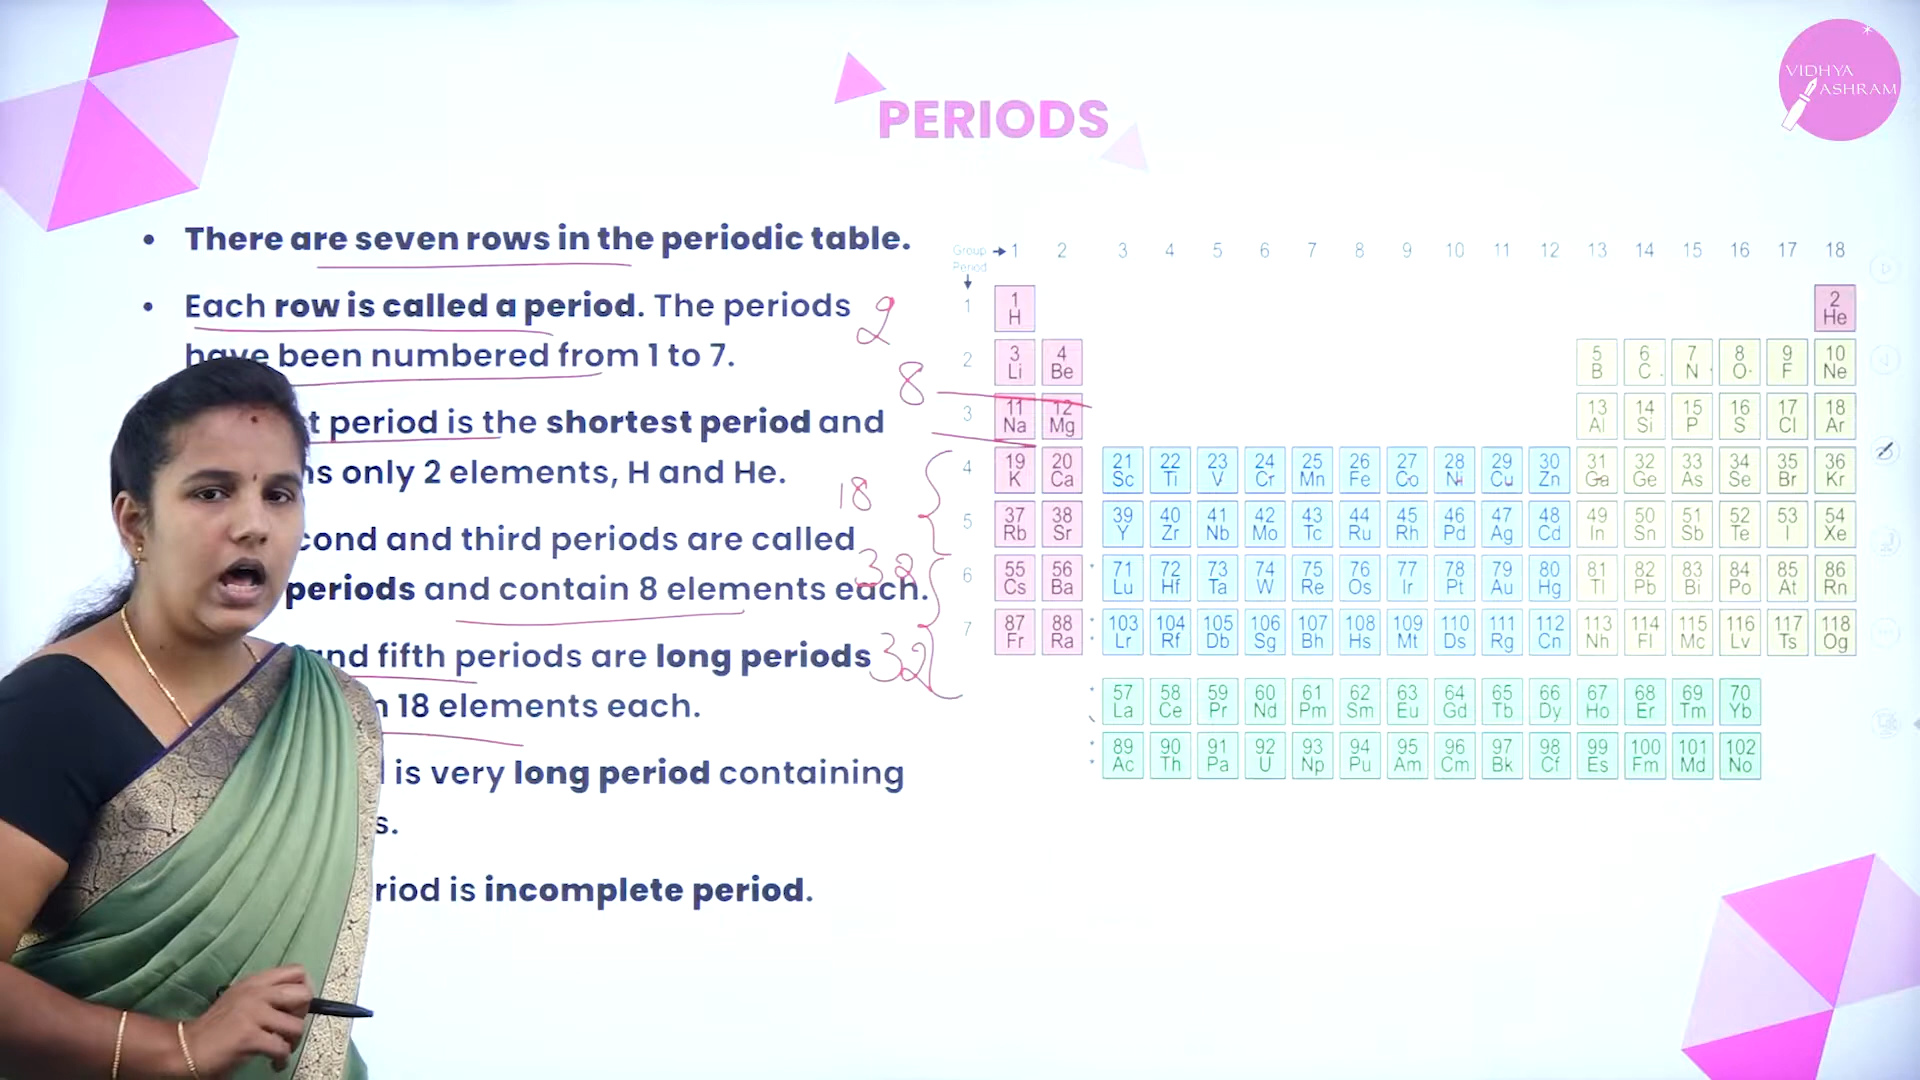 VIDHYA
ASHRAM
PERIODS
• There are seven rows in the periodic table.
• Each row is called a period. The periods
have been numbered from 1 to 7.
t period is the shortest period and
ns only 2 elements, H and He.
cond and third periods are called
periods and contain 8 elements each.
and fifth periods are long periods
n 18 elements each.
is very long period containing
s.
riod is incomplete period.
2
8
18
32
32
Group → 1 2 3 4 5 6 7 8 9 10 11 12 13 14 15 16 17 18
Period
↓
1 1 2
H He
2 3 4 5 6 7 8 9 10
Li Be B C N O F Ne
3 11 12 13 14 15 16 17 18
Na Mg Al Si P S Cl Ar
4 19 20 21 22 23 24 25 26 27 28 29 30 31 32 33 34 35 36
K Ca Sc Ti V Cr Mn Fe Co Ni Cu Zn Ga Ge As Se Br Kr
5 37 38 39 40 41 42 43 44 45 46 47 48 49 50 51 52 53 54
Rb Sr Y Zr Nb Mo Tc Ru Rh Pd Ag Cd In Sn Sb Te I Xe
6 55 56 * 71 72 73 74 75 76 77 78 79 80 81 82 83 84 85 86
Cs Ba Lu Hf Ta W Re Os Ir Pt Au Hg Tl Pb Bi Po At Rn
7 87 88 * 103 104 105 106 107 108 109 110 111 112 113 114 115 116 117 118
Fr Ra * Lr Rf Db Sg Bh Hs Mt Ds Rg Cn Nh Fl Mc Lv Ts Og
* 57 58 59 60 61 62 63 64 65 66 67 68 69 70
La Ce Pr Nd Pm Sm Eu Gd Tb Dy Ho Er Tm Yb
* 89 90 91 92 93 94 95 96 97 98 99 100 101 102
* Ac Th Pa U Np Pu Am Cm Bk Cf Es Fm Md No